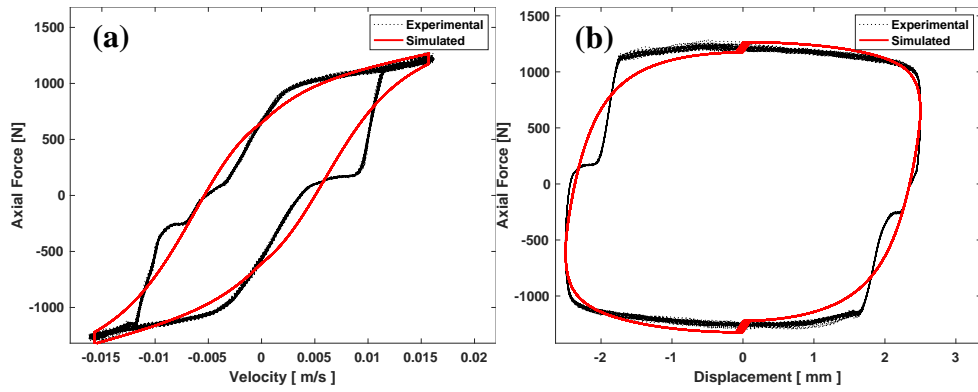 (a)
Experimental
Simulated
1500
1000
500
0
-500
-1000
Axial Force [N]
-0.015
-0.01
-0.005
0
0.005
0.01
0.015
0.02
Velocity [ m/s ]
(b)
Experimental
Simulated
1500
1000
500
0
-500
-1000
Axial Force [N]
-2
-1
0
1
2
3
Displacement [ mm ]